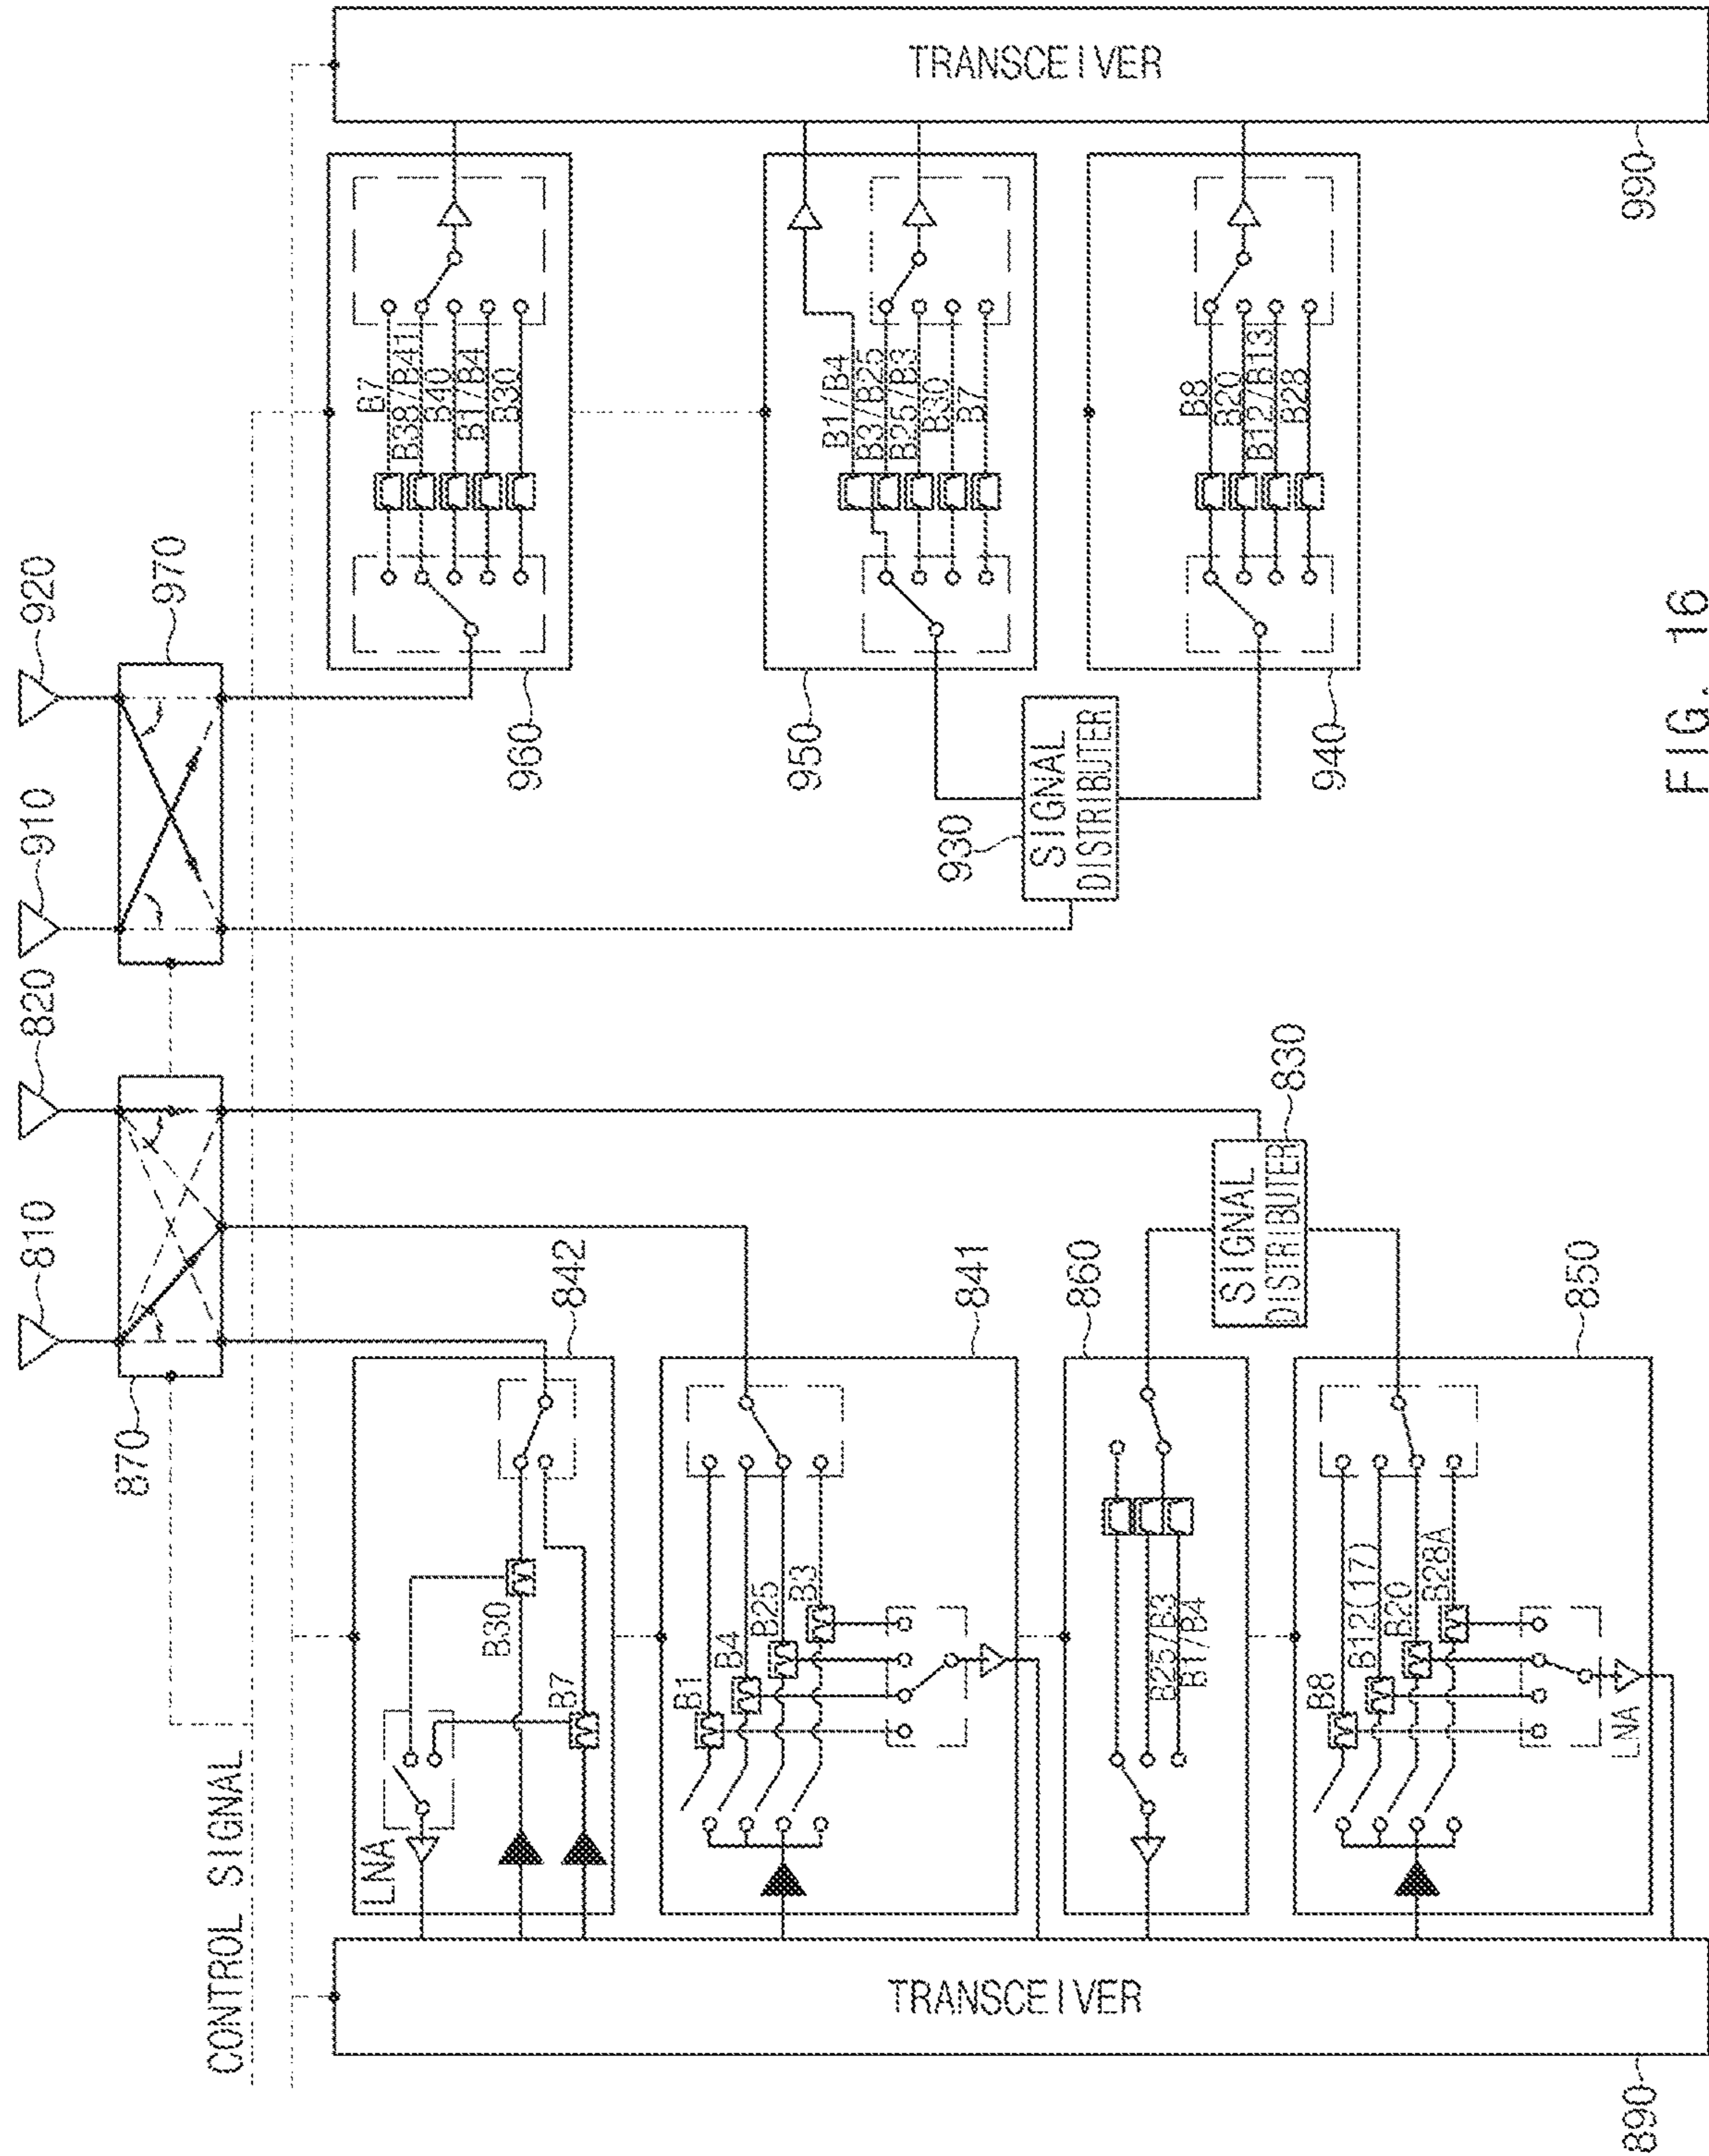 810
820
910
920
870
970
CONTROL SIGNAL
LNA
B30
B7
842
B1
B4
B25
B3
841
B25/B3
B1/B4
860
SIGNAL
DISTRIBUTER
830
B8
B12(17)
B20
B28A
LNA
850
TRANSCEIVER
890
B7
B38/B41
B40
B1/B4
B30
960
B1/B4
B3/B25
B25/B3
B30
B7
950
SIGNAL
DISTRIBUTER
930
B8
B20
B12/B13
B28
940
TRANSCEIVER
990
FIG. 16